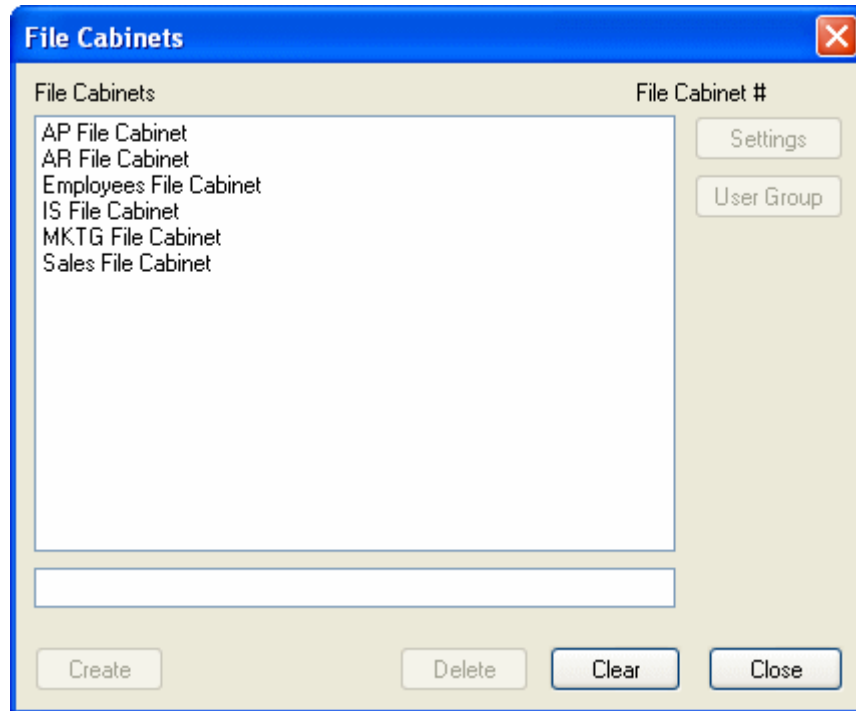 File Cabinets
File Cabinets File Cabinet #
AP File Cabinet
AR File Cabinet
Employees File Cabinet
IS File Cabinet
MKTG File Cabinet
Sales File Cabinet
Settings
User Group
Create Delete Clear Close